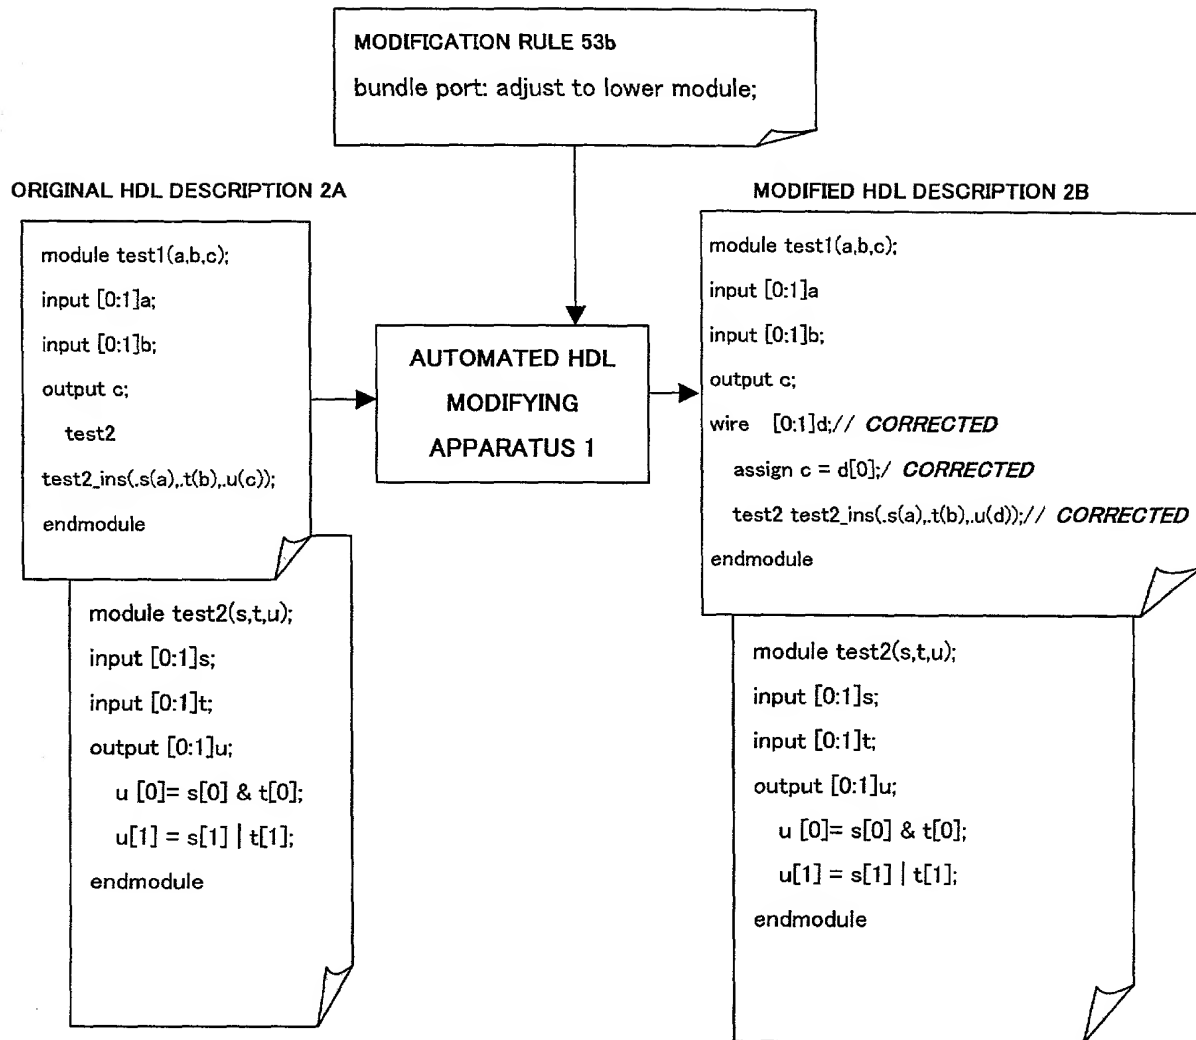 MODIFICATION RULE 53b
bundle port: adjust to lower module;
ORIGINAL HDL DESCRIPTION 2A
module test1(a,b,c);
input [0:1]a;
input [0:1]b;
output c;
test2
test2_ins(.s(a),.t(b),.u(c));
endmodule
module test2(s,t,u);
input [0:1]s;
input [0:1]t;
output [0:1]u;
u [0]= s[0] & t[0];
u[1] = s[1] | t[1];
endmodule
AUTOMATED HDL
MODIFYING
APPARATUS 1
MODIFIED HDL DESCRIPTION 2B
module test1(a,b,c);
input [0:1]a
input [0:1]b;
output c;
wire [0:1]d;// CORRECTED
assign c = d[0];/ CORRECTED
test2 test2_ins(.s(a),.t(b),.u(d));// CORRECTED
endmodule
module test2(s,t,u);
input [0:1]s;
input [0:1]t;
output [0:1]u;
u [0]= s[0] & t[0];
u[1] = s[1] | t[1];
endmodule